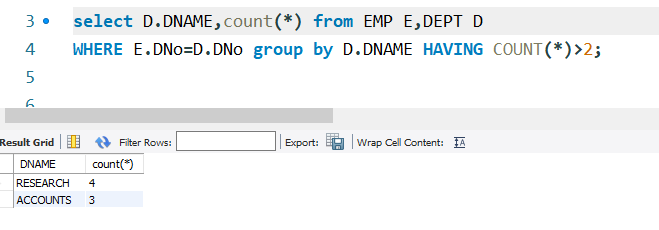 3 select D.DNAME,count(*) from EMP E,DEPT D
4 WHERE E.DNo=D.DNo group by D.DNAME HAVING COUNT(*)>2;
5
6
Result Grid Filter Rows: Export: Wrap Cell Content:
DNAME count(*)
RESEARCH 4
ACCOUNTS 3